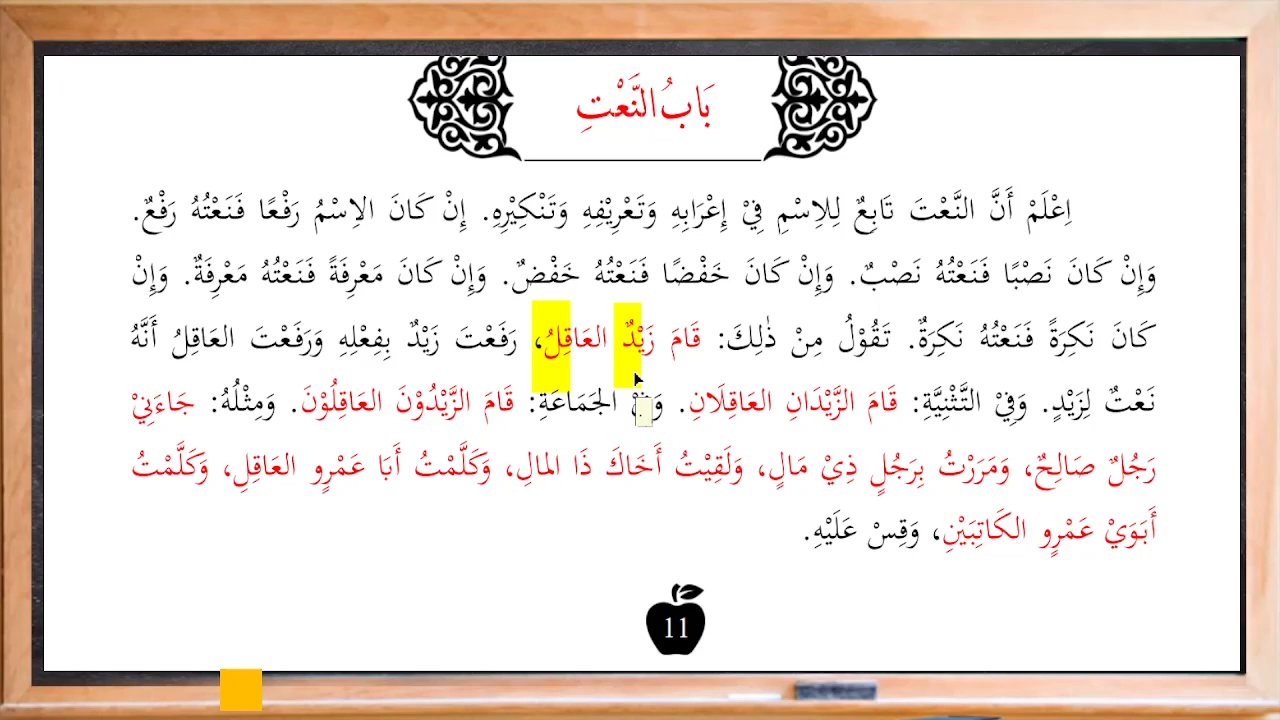 بَابُ النَّعْتِ
اِعْلَمْ أَنَّ النَّعْتَ تَابِعٌ لِلاِسْمِ فِيْ إِعْرَابِهِ وَتَعْرِيْفِهِ وَتَنْكِيْرِهِ. إِنْ كَانَ الاِسْمُ رَفْعًا فَنَعْتُهُ رَفْعٌ.
وَإِنْ كَانَ نَصْبًا فَنَعْتُهُ نَصْبٌ. وَإِنْ كَانَ خَفْضًا فَنَعْتُهُ خَفْضٌ. وَإِنْ كَانَ مَعْرِفَةً فَنَعْتُهُ مَعْرِفَةٌ. وَإِنْ
كَانَ نَكِرَةً فَنَعْتُهُ نَكِرَةٌ. تَقُوْلُ مِنْ ذٰلِكَ: قَامَ زَيْدٌ العَاقِلُ، رَفَعْتَ زَيْدٌ بِفِعْلِهِ وَرَفَعْتَ العَاقِلُ أَنَّهُ
نَعْتٌ لِزَيْدٍ. وَفِيْ التَّثْنِيَّةِ: قَامَ الزَّيْدَانِ العَاقِلَانِ. الجَمَاعَةِ: قَامَ الزَّيْدُوْنَ العَاقِلُوْنَ. وَمِثْلُهُ: جَاءَنِيْ
رَجُلٌ صَالِحٌ، وَمَرَرْتُ بِرَجُلٍ ذِيْ مَالٍ، وَلَقِيْتُ أَخَاكَ ذَا المالِ، وَكَلَّمْتُ أَبَا عَمْرٍو العَاقِلِ، وَكَلَّمْتُ
أَبَوَيْ عَمْرٍو الكَاتِبَيْنِ، وَقِسْ عَلَيْهِ.
11